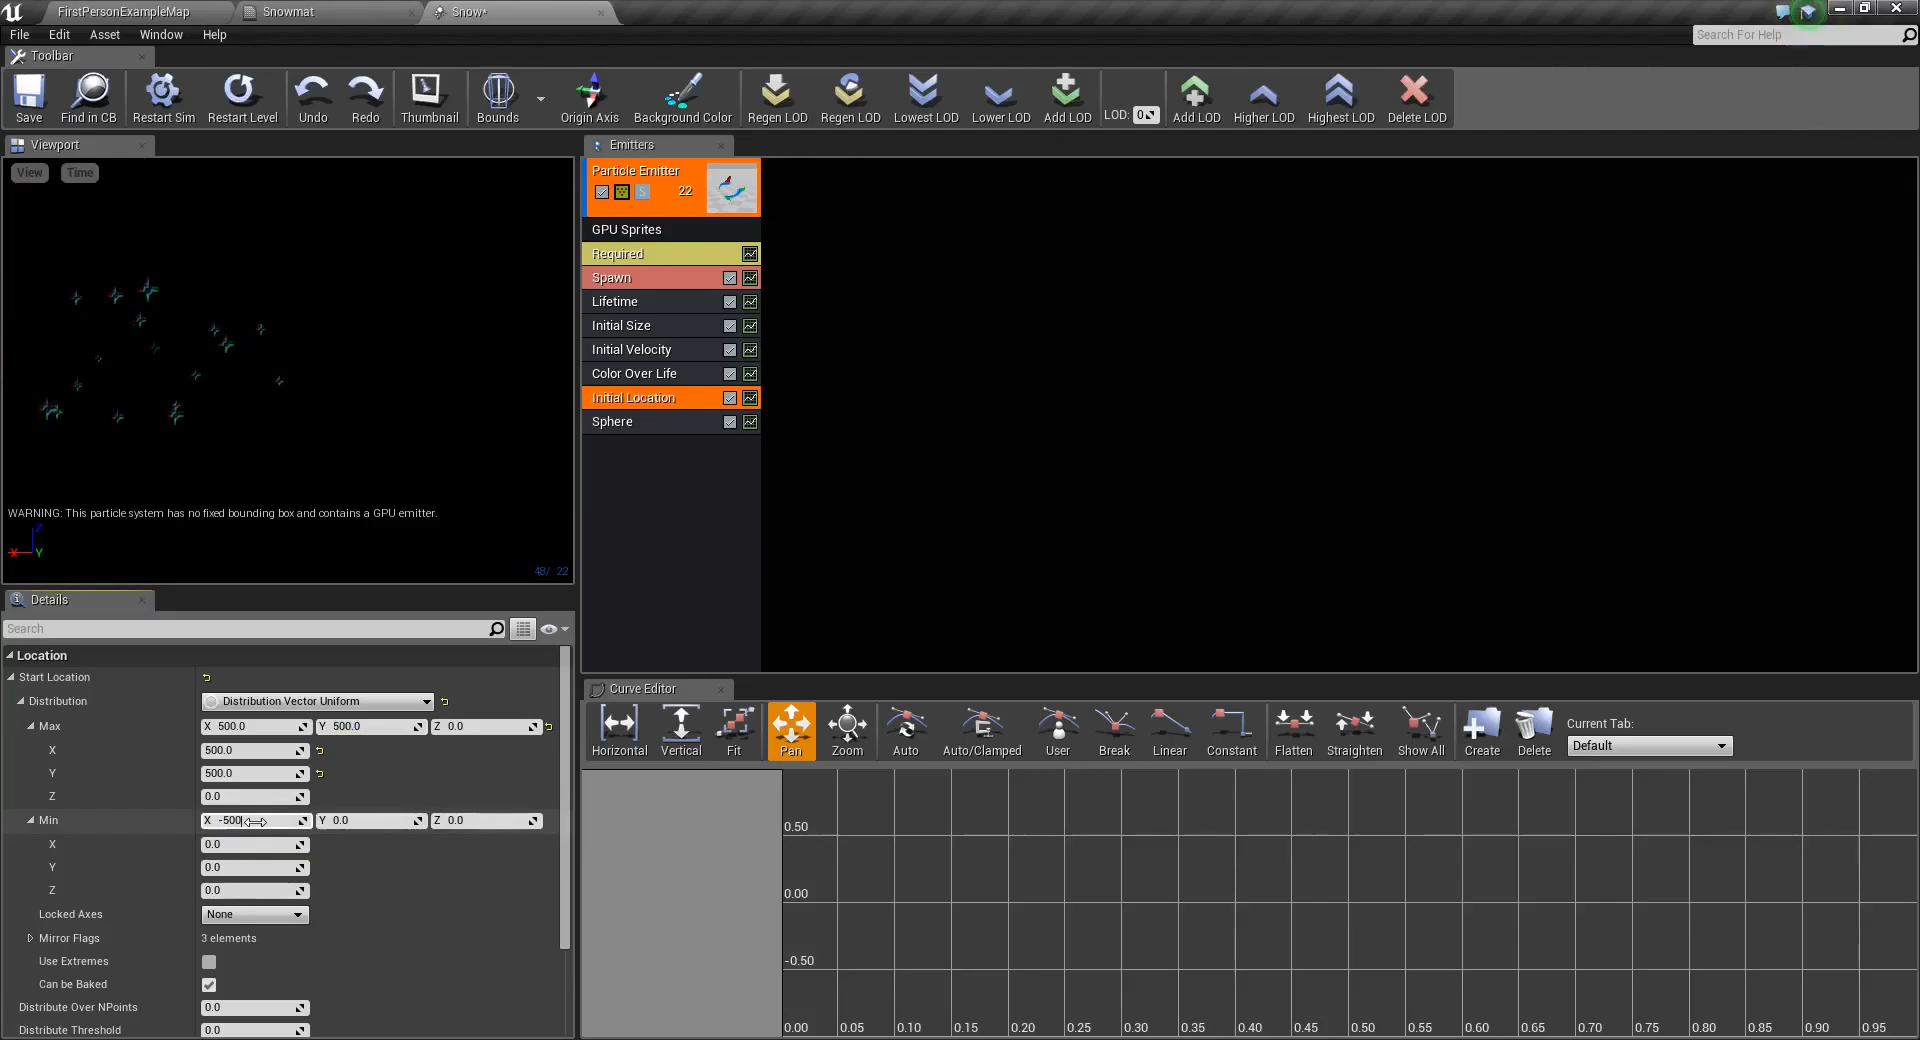 FirstPersonExampleMap
Snowmat
Snow*
File Edit Asset Window Help
Search For Help
Toolbar
Save Find in CB Restart Sim Restart Level Undo Redo Thumbnail Bounds Origin Axis Background Color Regen LOD Regen LOD Lowest LOD Lower LOD Add LOD LOD: 0 Add LOD Higher LOD Highest LOD Delete LOD
Viewport
Emitters
View Time
Particle Emitter
S 22
GPU Sprites
Required
Spawn
Lifetime
Initial Size
Initial Velocity
Color Over Life
Initial Location
Sphere
WARNING: This particle system has no fixed bounding box and contains a GPU emitter.
Z
X Y
48/ 22
Details
Search
Location
Start Location
Distribution Distribution Vector Uniform
Max X 500.0 Y 500.0 Z 0.0
X 500.0
Y 500.0
Z 0.0
Min X -500 Y 0.0 Z 0.0
X 0.0
Y 0.0
Z 0.0
Locked Axes None
Mirror Flags 3 elements
Use Extremes
Can be Baked
Distribute Over NPoints 0.0
Distribute Threshold 0.0
Curve Editor
Horizontal Vertical Fit Pan Zoom Auto Auto/Clamped User Break Linear Constant Flatten Straighten Show All Create Delete
Current Tab:
Default
0.50
0.00
-0.50
0.00 0.05 0.10 0.15 0.20 0.25 0.30 0.35 0.40 0.45 0.50 0.55 0.60 0.65 0.70 0.75 0.80 0.85 0.90 0.95